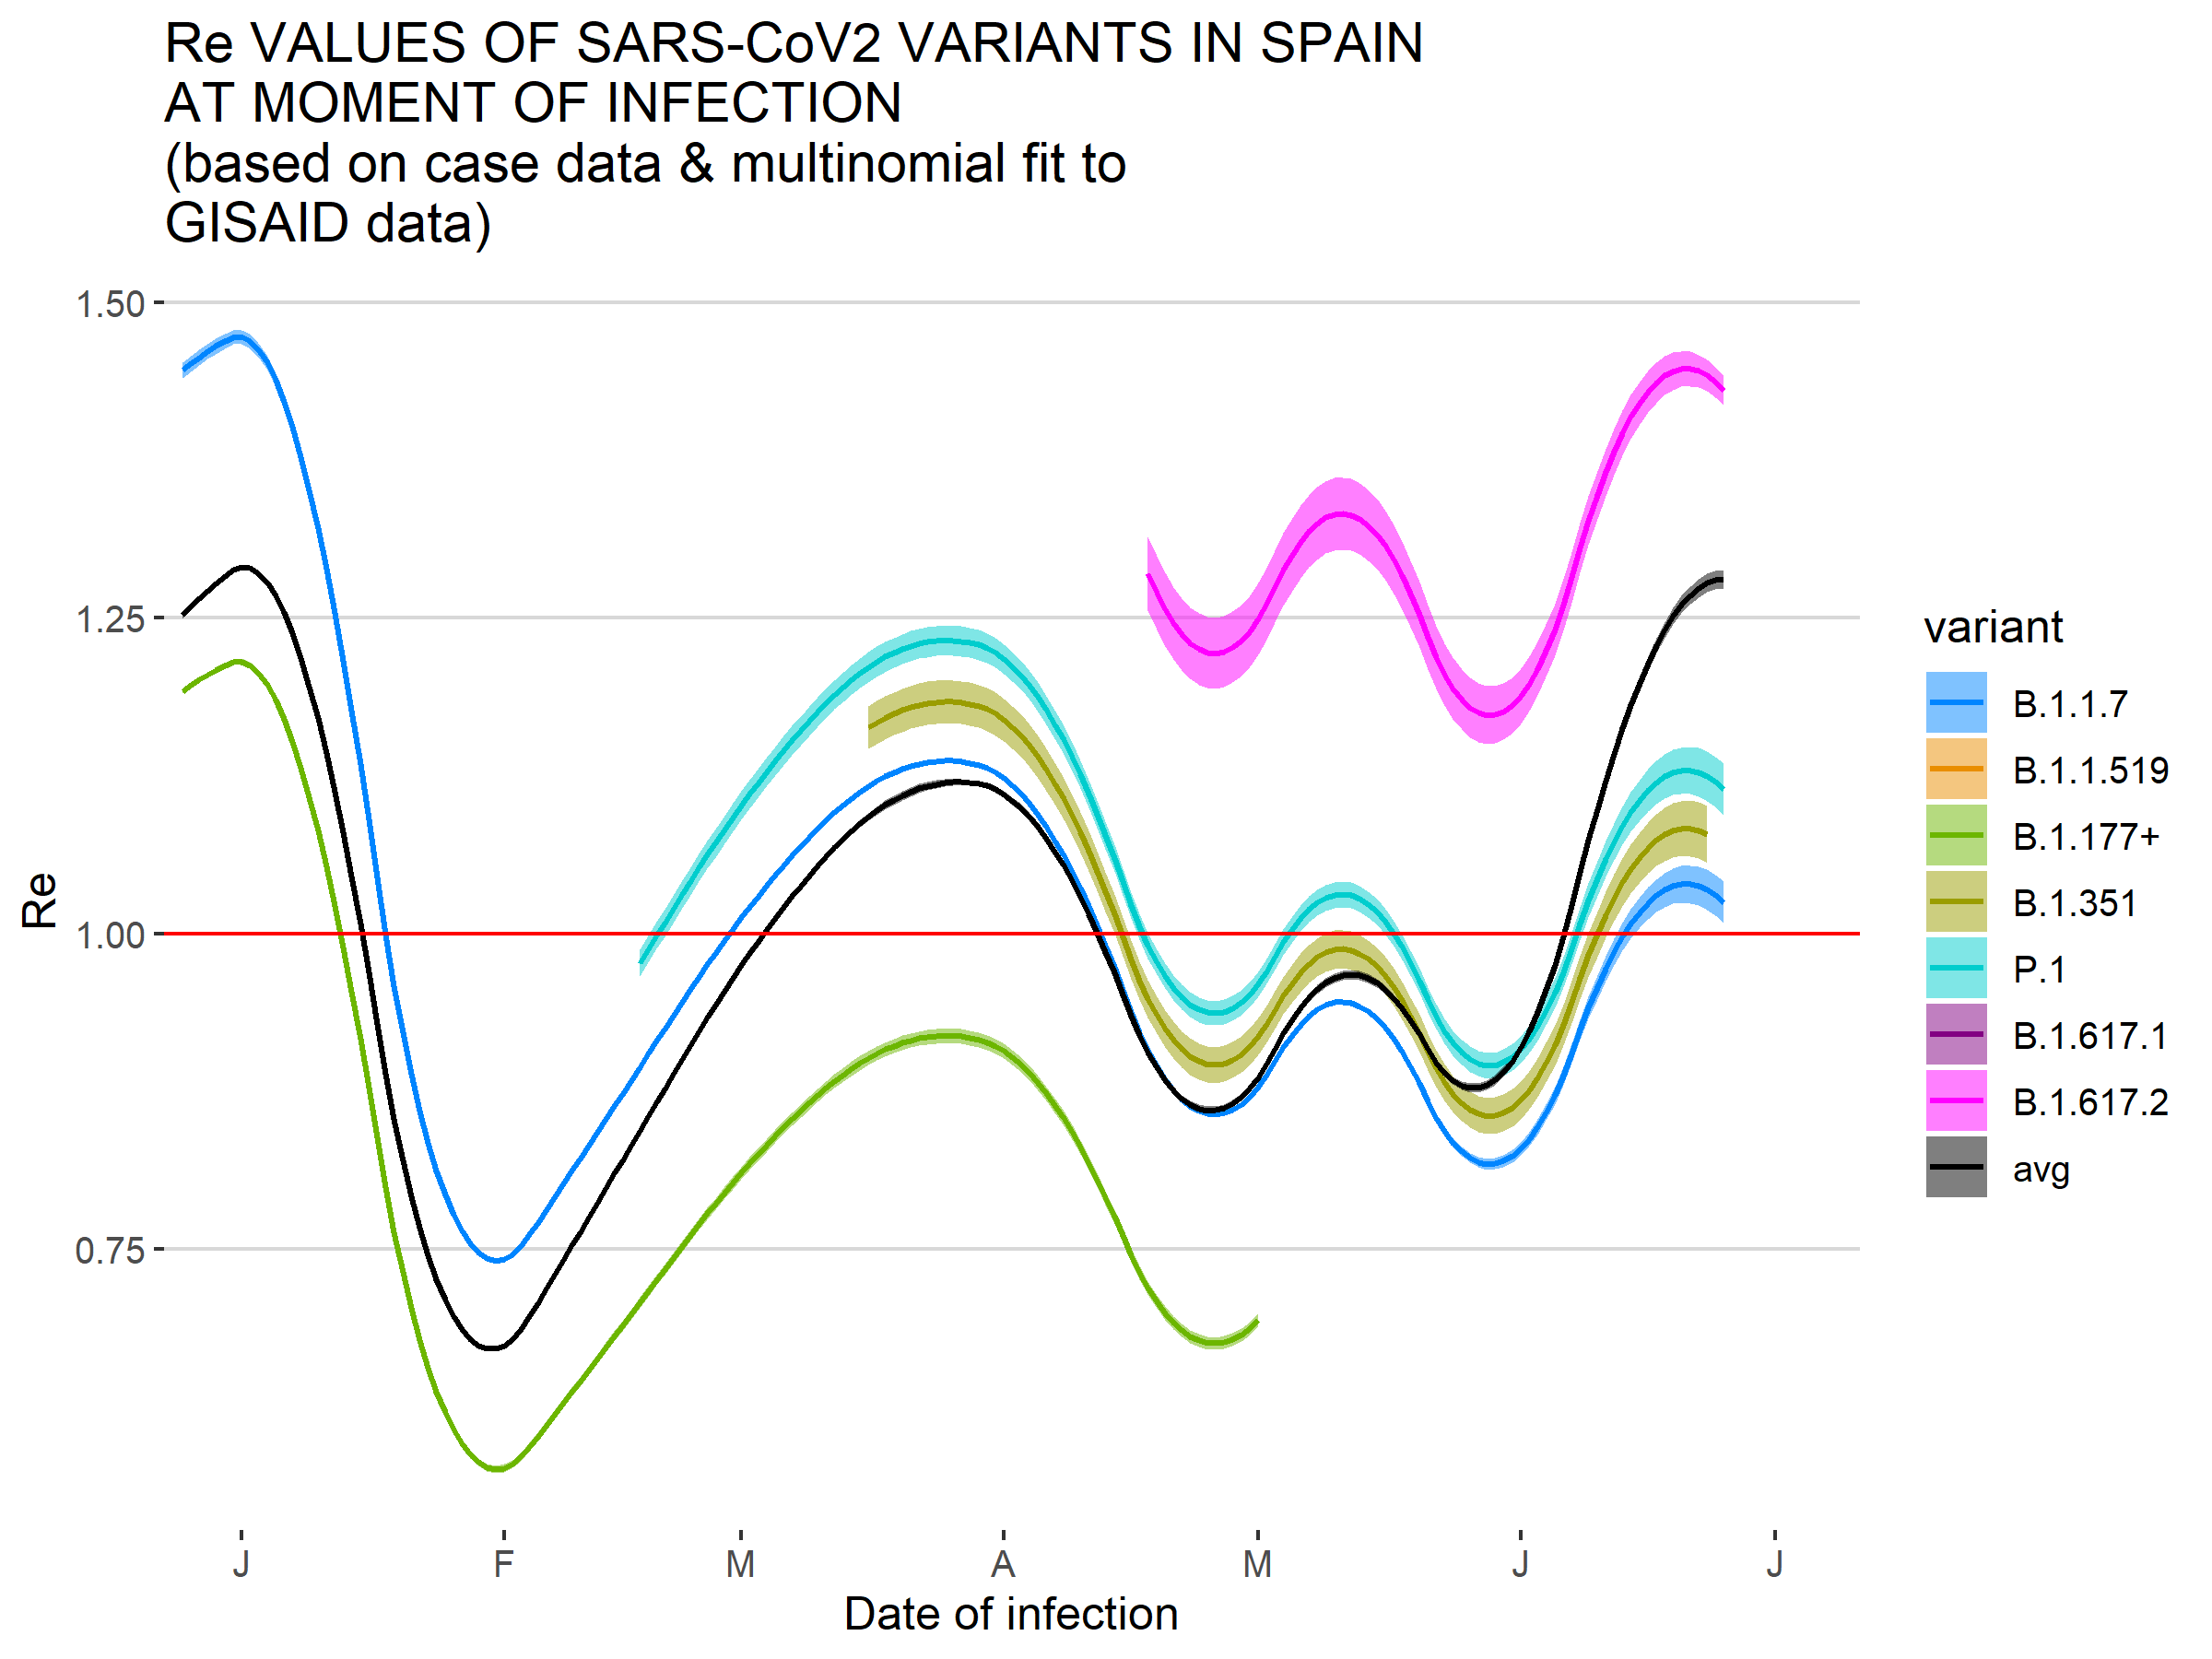 Re VALUES OF SARS-CoV2 VARIANTS IN SPAIN
AT MOMENT OF INFECTION
(based on case data & multinomial fit to
GISAID data)
1.50
1.25
1.00
0.75
Re
J F M A M J J
Date of infection
variant
B.1.1.7
B.1.1.519
B.1.177+
B.1.351
P.1
B.1.617.1
B.1.617.2
avg